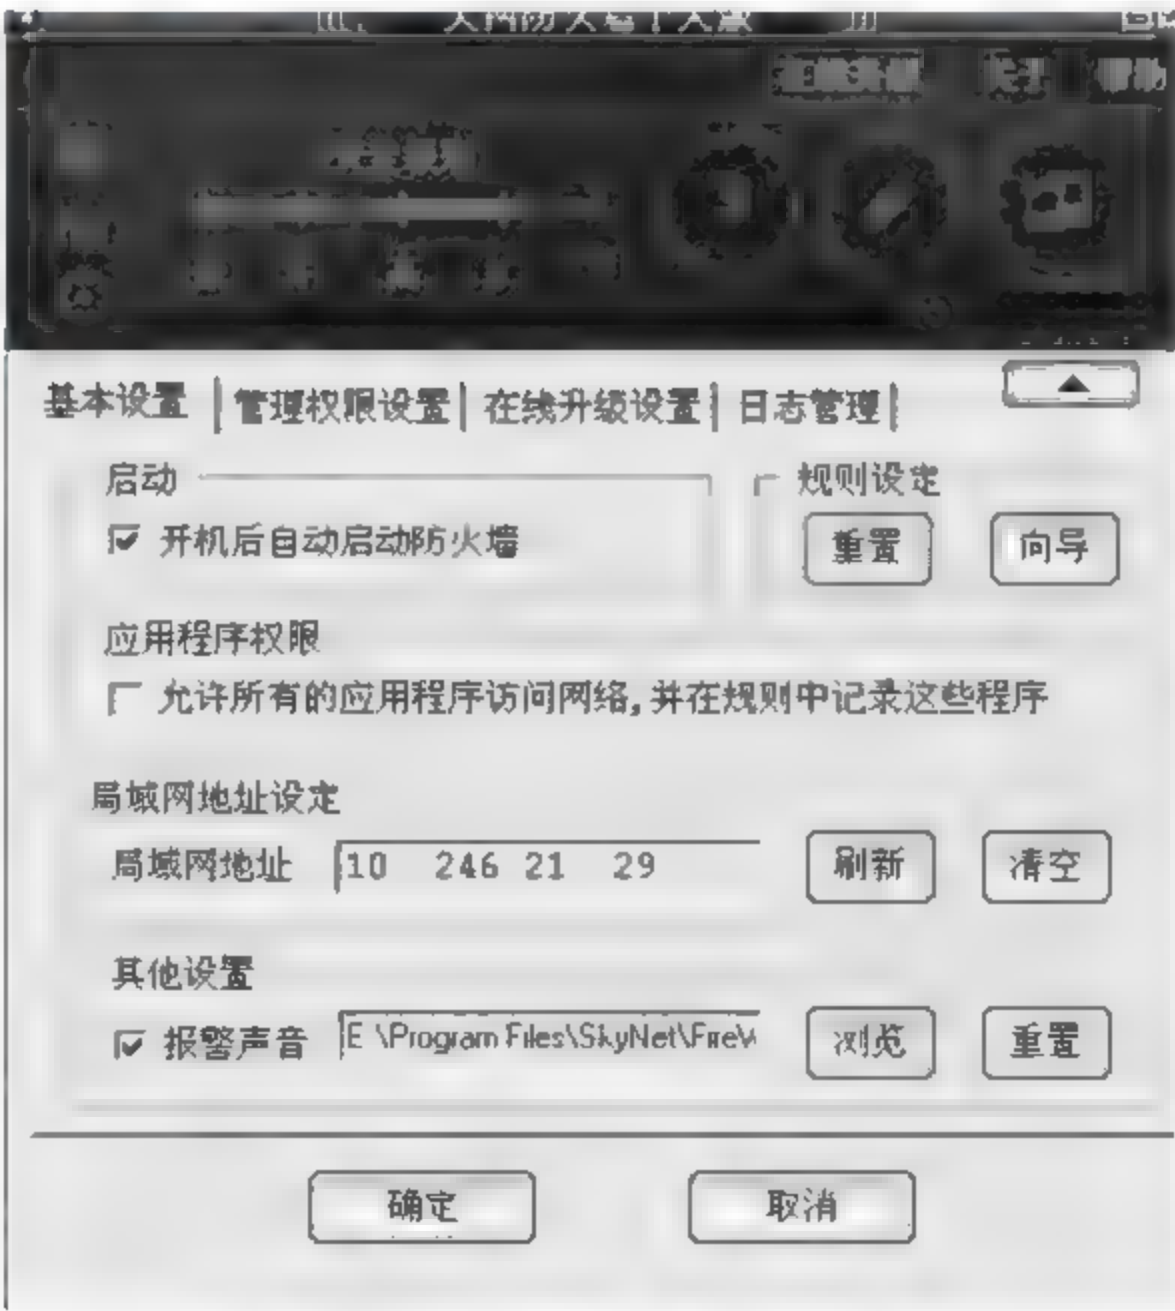 基本设置 管理权限设置 在线升级设置 日志管理
启动 规则设定
开机后自动启动防火墙 重置 向导
应用程序权限
允许所有的应用程序访问网络,并在规则中记录这些程序
局域网地址设定
局域网地址 10 246 21 29 刷新 清空
其他设置
报警声音 E \Program Files\SkyNet\FireW 浏览 重置
确定 取消